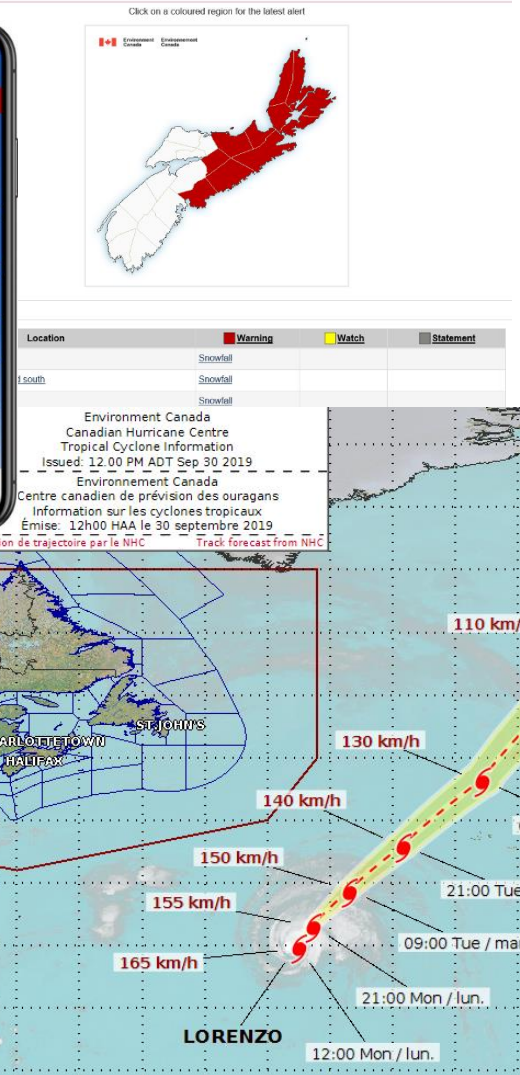 Click on a coloured region for the latest alert
Environment Canada Environnement Canada
Location Warning Watch Statement
Snowfall
d south Snowfall
Snowfall
Environment Canada
Canadian Hurricane Centre
Tropical Cyclone Information
Issued: 12.00 PM ADT Sep 30 2019
Environnement Canada
Centre canadien de prévision des ouragans
Information sur les cyclones tropicaux
Émise: 12h00 HAA le 30 septembre 2019
ion de trajectoire par le NHC Track forecast from NHC
110 km/
ST.JOHN'S
ARLOTTETOWN
HALIFAX
130 km/h
140 km/h
150 km/h
21:00 Tue
155 km/h
09:00 Tue / mar
165 km/h
21:00 Mon / lun.
LORENZO
12:00 Mon / lun.